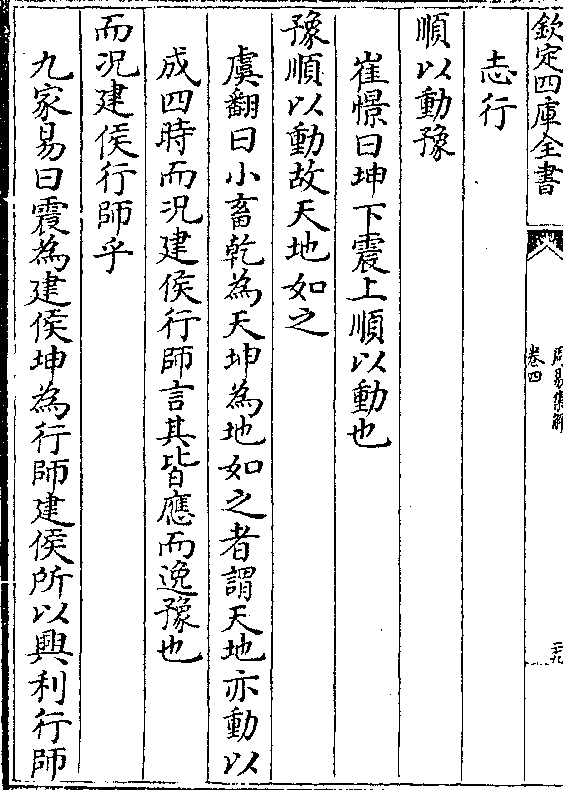 欽定四庫全書
周易集解
卷四
志行
順以動豫
崔憬曰坤下震上順以動也
豫順以動故天地如之
虞翻曰小畜乾為天坤為地如之者謂天地亦動以
成四時而况建侯行師言其皆應而逸豫也
而况建侯行師乎
九家易曰震為建侯坤為行師建侯所以興利行師